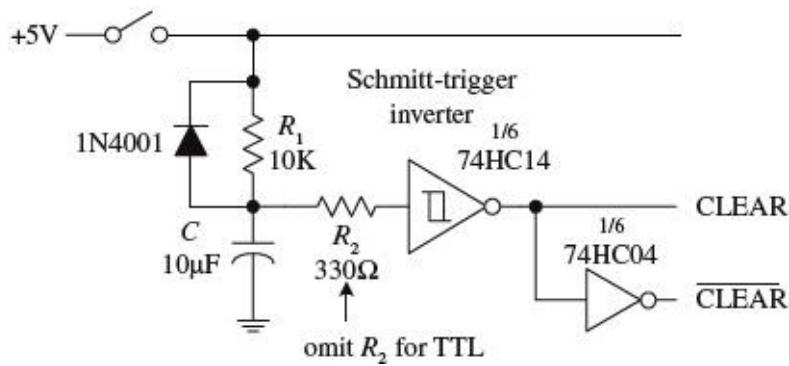 +5V
Schmitt-trigger
inverter
1/6
74HC14
1N4001
R₁
10K
C
10μF
R₂
330Ω
omit R₂ for TTL
CLEAR
1/6
74HC04
CLEAR